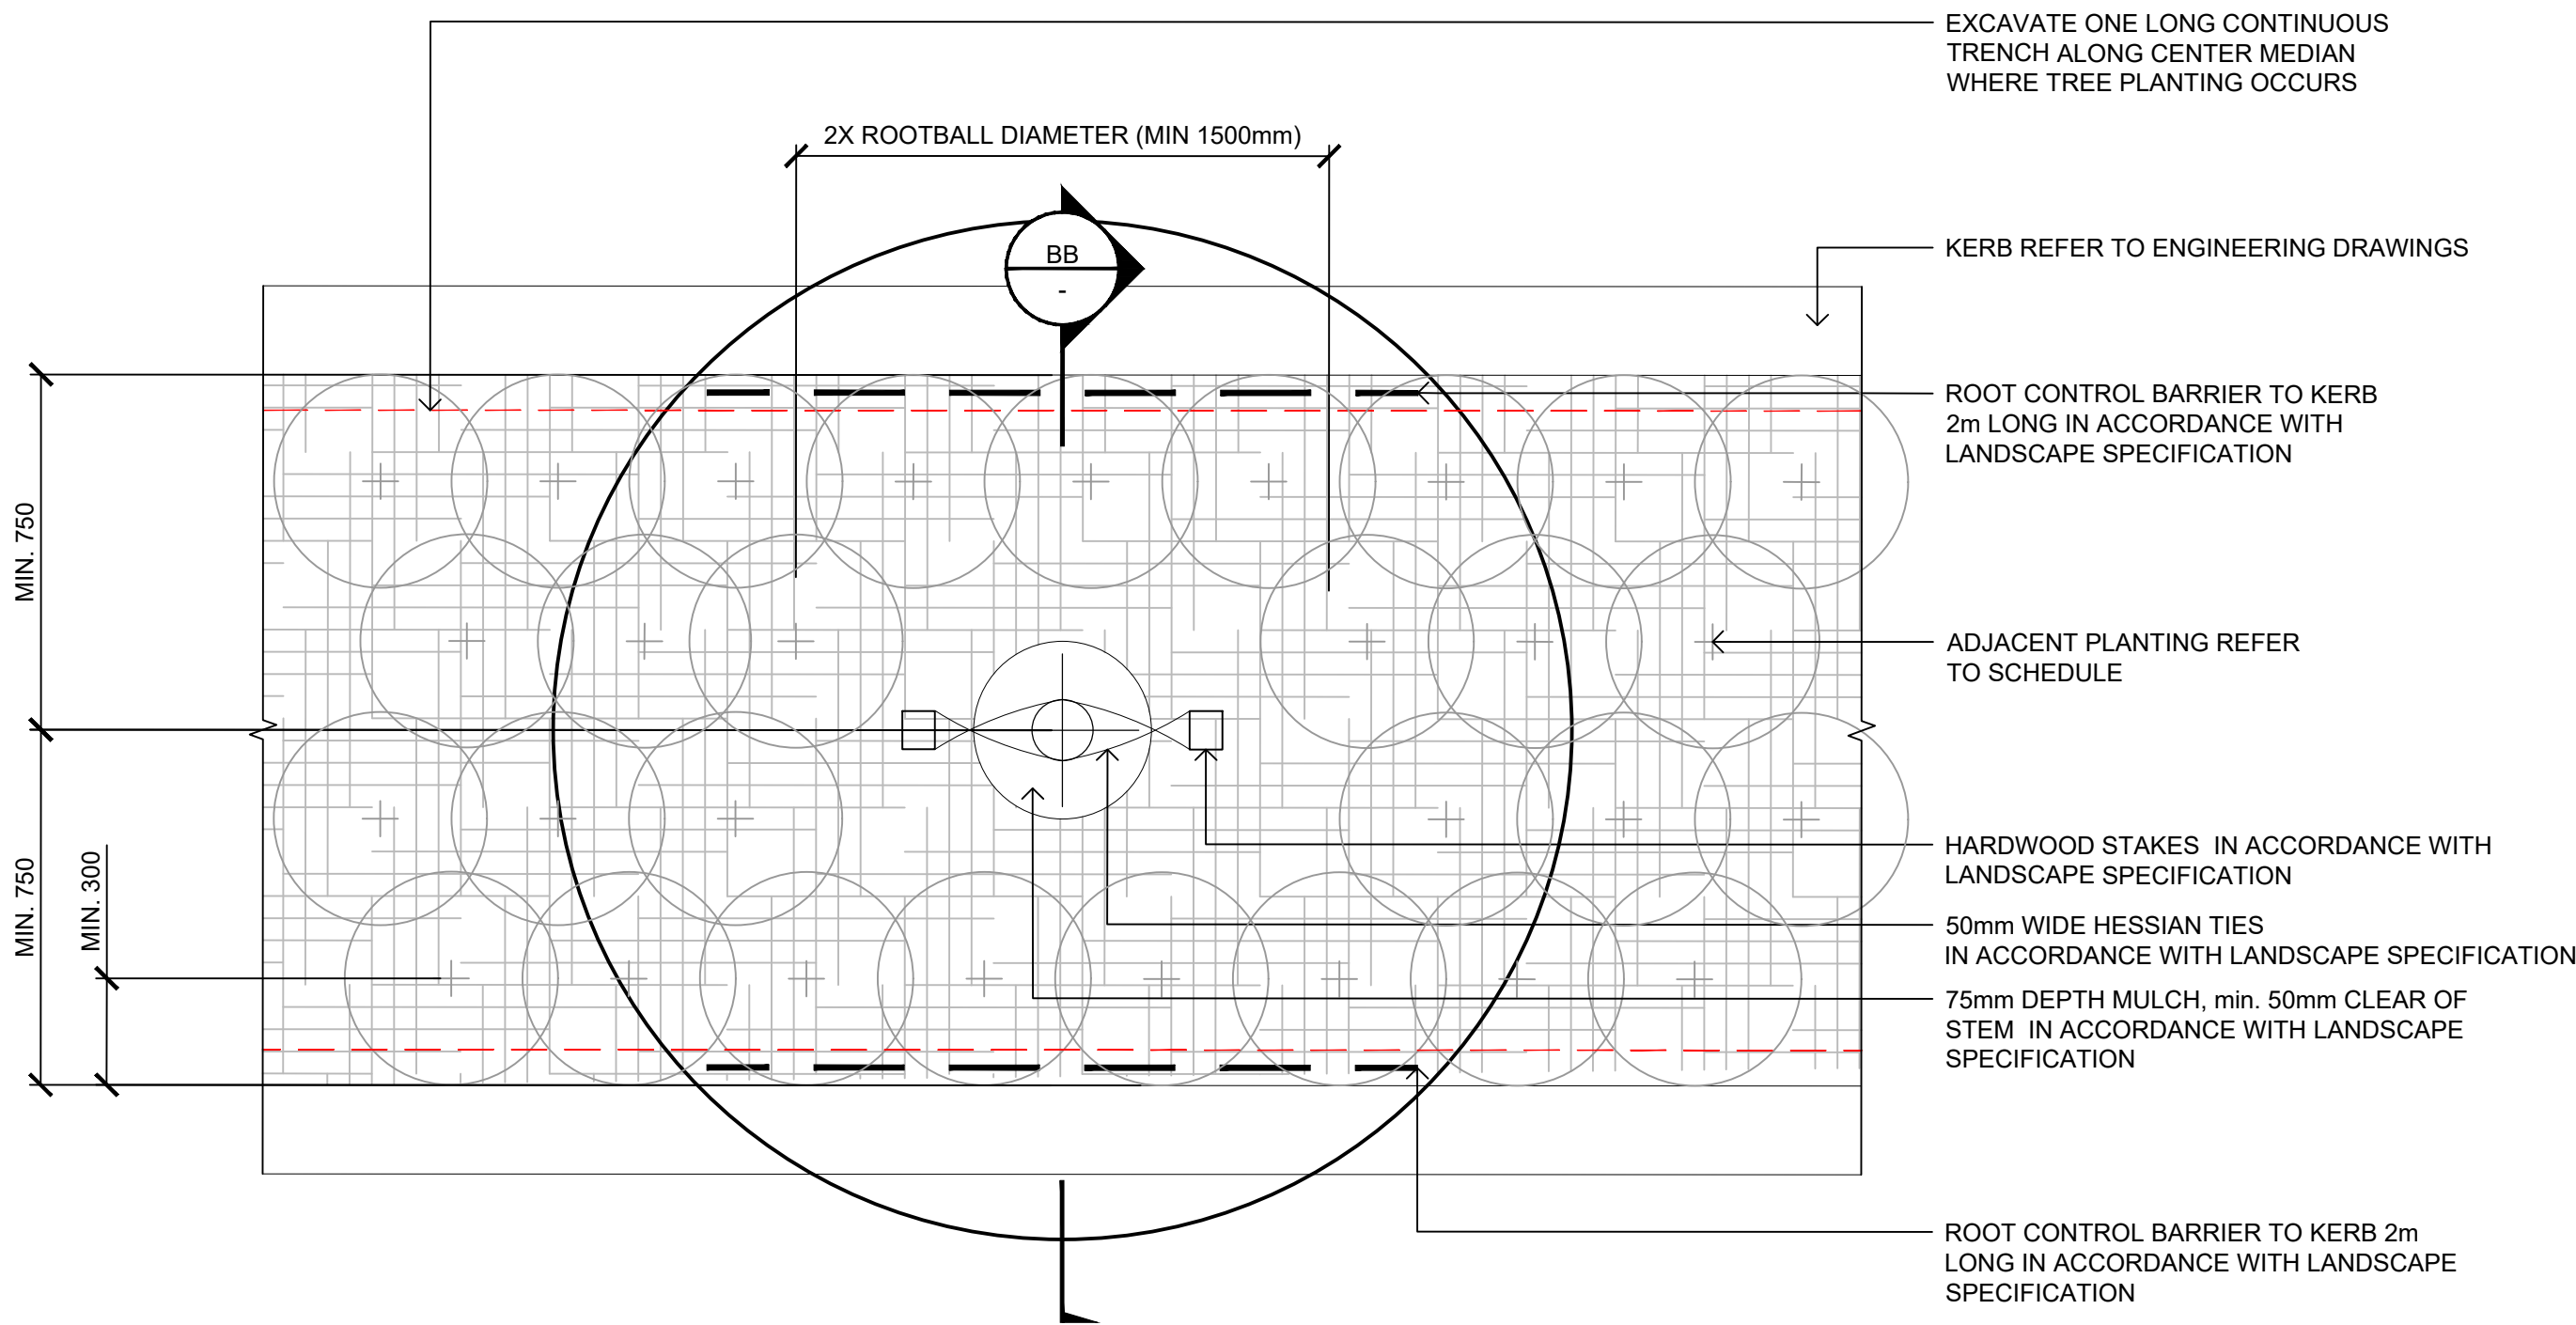 EXCAVATE ONE LONG CONTINUOUS
TRENCH ALONG CENTER MEDIAN
WHERE TREE PLANTING OCCURS
2X ROOTBALL DIAMETER (MIN 1500mm)
BB
-
KERB REFER TO ENGINEERING DRAWINGS
ROOT CONTROL BARRIER TO KERB
2m LONG IN ACCORDANCE WITH
LANDSCAPE SPECIFICATION
MIN. 750
ADJACENT PLANTING REFER
TO SCHEDULE
MIN. 750
MIN. 300
HARDWOOD STAKES IN ACCORDANCE WITH
LANDSCAPE SPECIFICATION
50mm WIDE HESSIAN TIES
IN ACCORDANCE WITH LANDSCAPE SPECIFICATION
75mm DEPTH MULCH, min. 50mm CLEAR OF
STEM IN ACCORDANCE WITH LANDSCAPE
SPECIFICATION
ROOT CONTROL BARRIER TO KERB 2m
LONG IN ACCORDANCE WITH LANDSCAPE
SPECIFICATION